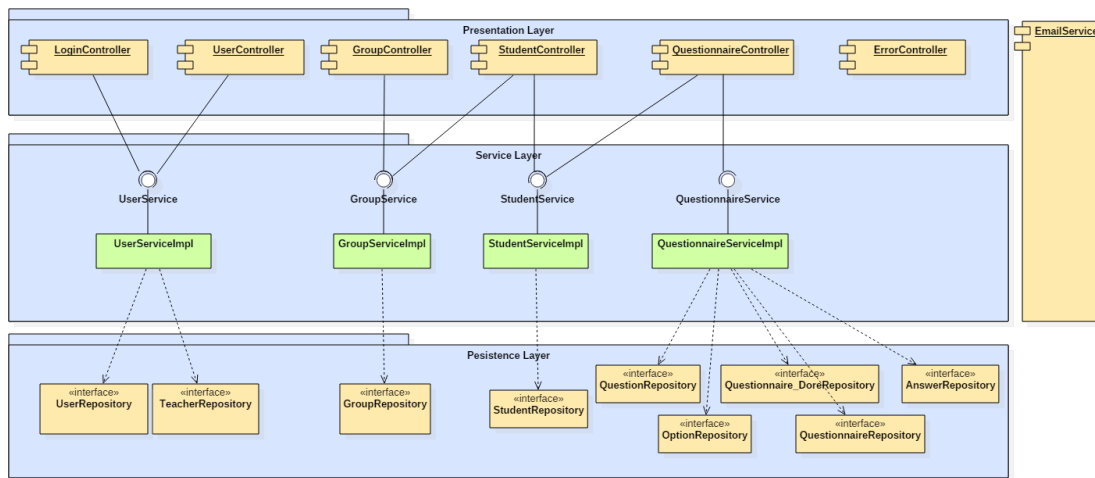 Presentation Layer
LoginController
UserController
GroupController
StudentController
QuestionnaireController
ErrorController
EmailService
Service Layer
UserService
GroupService
StudentService
QuestionnaireService
UserServiceImpl
GroupServiceImpl
StudentServiceImpl
QuestionnaireServiceImpl
Pesistence Layer
«interface»
UserRepository
«interface»
TeacherRepository
«interface»
GroupRepository
«interface»
StudentRepository
«interface»
QuestionRepository
«interface»
Questionnaire_DoreRepository
«interface»
AnswerRepository
«interface»
OptionRepository
«interface»
QuestionnaireRepository